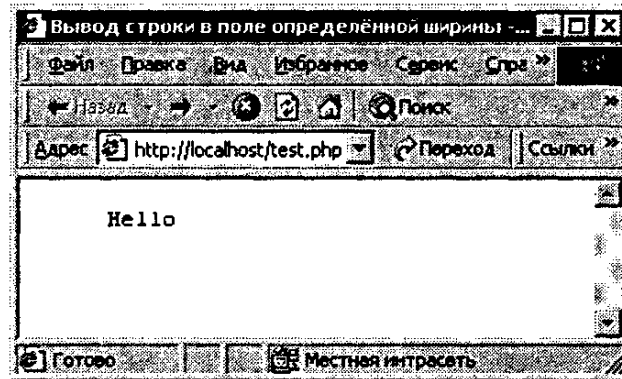 Вывод строки в поле определённой ширины -...
Файл Правка Вид Избранное Сервис Спра »
Назад Поиск »
Адрес http://localhost/test.php Переход Ссылки »
Hello
Готово Местная интрасеть